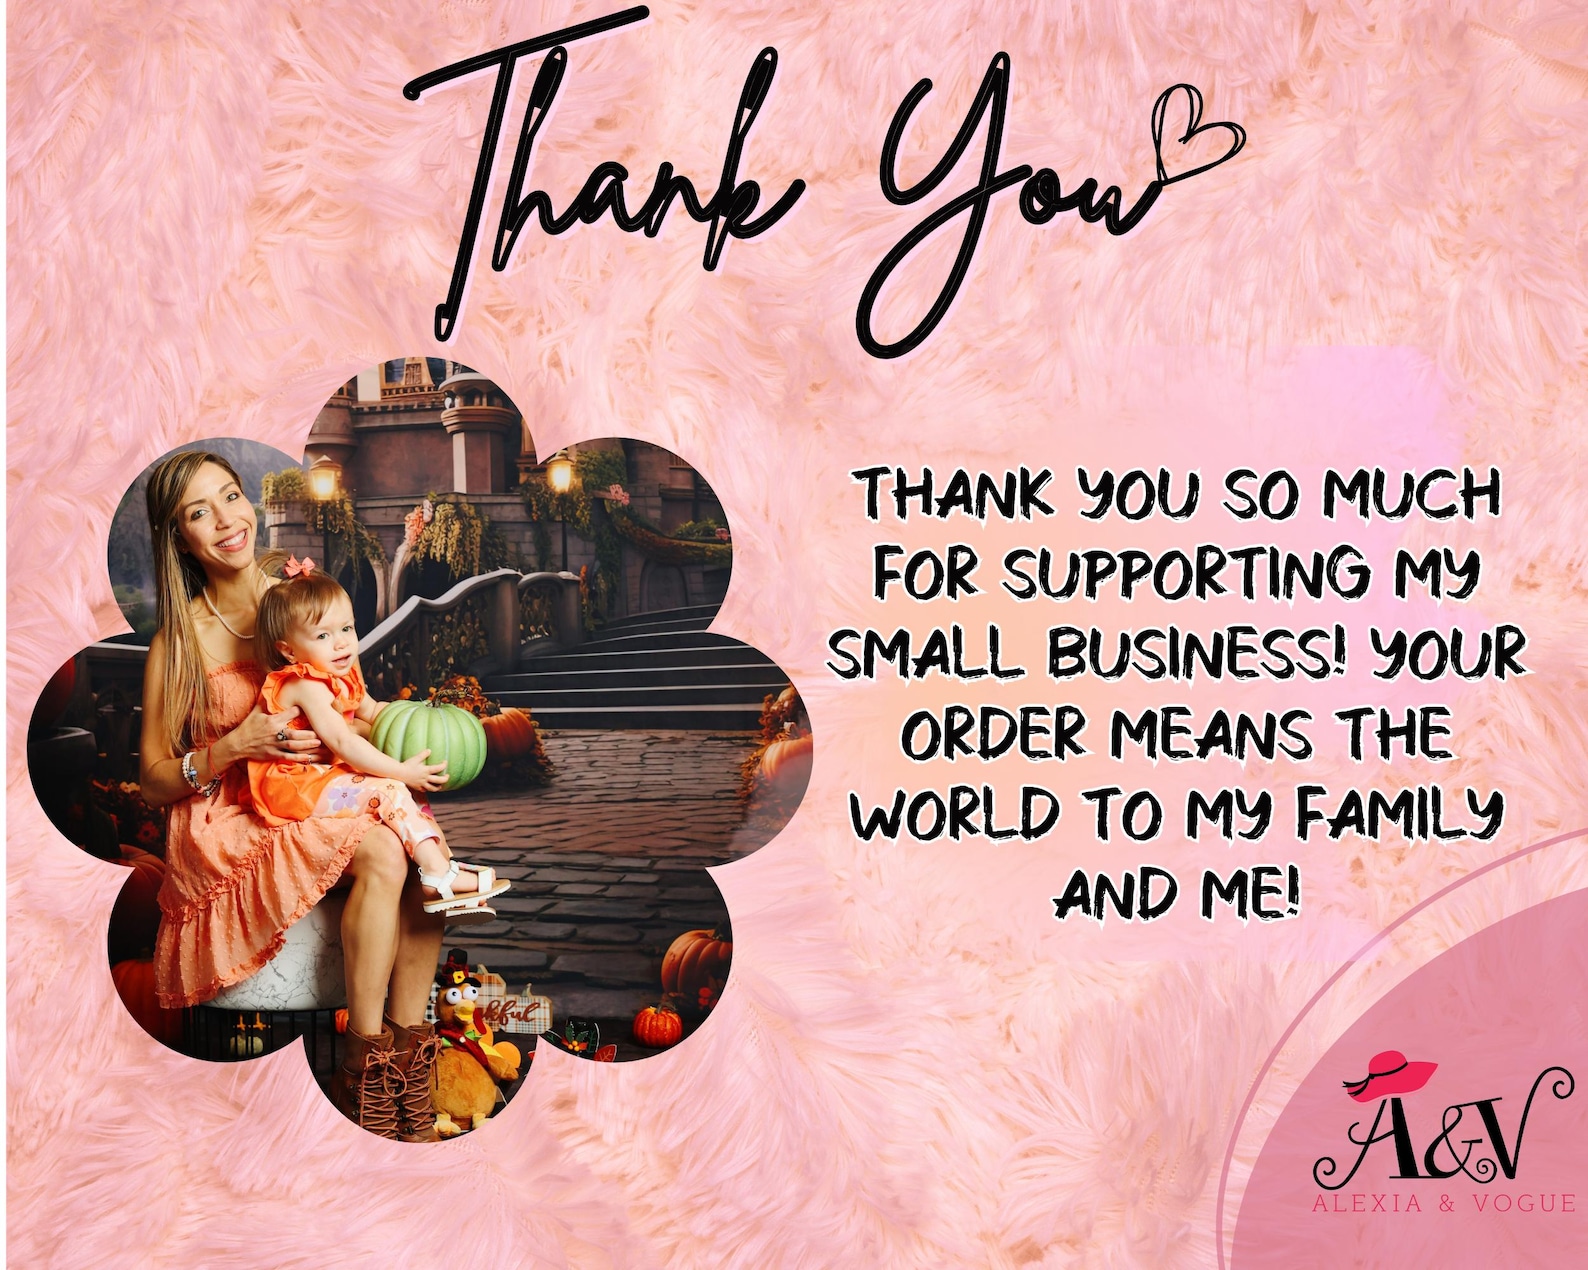 Thank You
THANK YOU SO MUCH
FOR SUPPORTING MY
SMALL BUSINESS! YOUR
ORDER MEANS THE
WORLD TO MY FAMILY
AND ME!
kful
A&V
ALEXIA & VOGUE